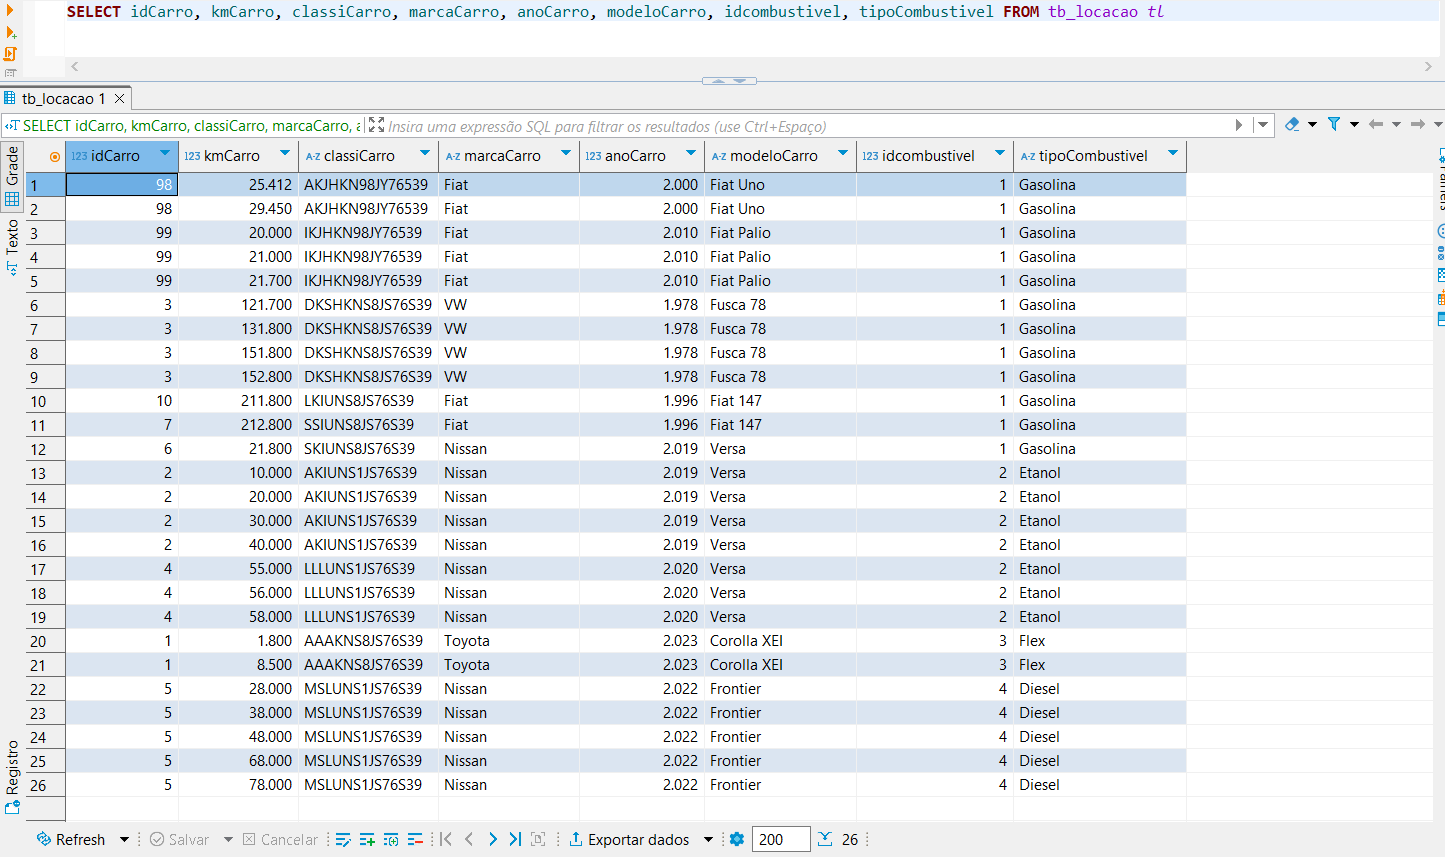 SELECT idCarro, kmCarro, classiCarro, marcaCarro, anoCarro, modeloCarro, idcombustivel, tipoCombustivel FROM tb_locacao tl
tb_locacao 1
SELECT idCarro, kmCarro, classiCarro, marcaCarro, a Insira uma expressão SQL para filtrar os resultados (use Ctrl+Espaço)
Grade
Texto
Registro
123 idCarro 123 kmCarro A-Z classiCarro A-Z marcaCarro 123 anoCarro A-Z modeloCarro 123 idcombustivel A-Z tipoCombustivel
1 98 25.412 AKJHKN98JY76539 Fiat 2.000 Fiat Uno 1 Gasolina
2 98 29.450 AKJHKN98JY76539 Fiat 2.000 Fiat Uno 1 Gasolina
3 99 20.000 IKJHKN98JY76539 Fiat 2.010 Fiat Palio 1 Gasolina
4 99 21.000 IKJHKN98JY76539 Fiat 2.010 Fiat Palio 1 Gasolina
5 99 21.700 IKJHKN98JY76539 Fiat 2.010 Fiat Palio 1 Gasolina
6 3 121.700 DKSHKNS8JS76S39 VW 1.978 Fusca 78 1 Gasolina
7 3 131.800 DKSHKNS8JS76S39 VW 1.978 Fusca 78 1 Gasolina
8 3 151.800 DKSHKNS8JS76S39 VW 1.978 Fusca 78 1 Gasolina
9 3 152.800 DKSHKNS8JS76S39 VW 1.978 Fusca 78 1 Gasolina
10 10 211.800 LKIUNS8JS76S39 Fiat 1.996 Fiat 147 1 Gasolina
11 7 212.800 SSIUNS8JS76S39 Fiat 1.996 Fiat 147 1 Gasolina
12 6 21.800 SKIUNS8JS76S39 Nissan 2.019 Versa 1 Gasolina
13 2 10.000 AKIUNS1JS76S39 Nissan 2.019 Versa 2 Etanol
14 2 20.000 AKIUNS1JS76S39 Nissan 2.019 Versa 2 Etanol
15 2 30.000 AKIUNS1JS76S39 Nissan 2.019 Versa 2 Etanol
16 2 40.000 AKIUNS1JS76S39 Nissan 2.019 Versa 2 Etanol
17 4 55.000 LLLUNS1JS76S39 Nissan 2.020 Versa 2 Etanol
18 4 56.000 LLLUNS1JS76S39 Nissan 2.020 Versa 2 Etanol
19 4 58.000 LLLUNS1JS76S39 Nissan 2.020 Versa 2 Etanol
20 1 1.800 AAAKNS8JS76S39 Toyota 2.023 Corolla XEI 3 Flex
21 1 8.500 AAAKNS8JS76S39 Toyota 2.023 Corolla XEI 3 Flex
22 5 28.000 MSLUNS1JS76S39 Nissan 2.022 Frontier 4 Diesel
23 5 38.000 MSLUNS1JS76S39 Nissan 2.022 Frontier 4 Diesel
24 5 48.000 MSLUNS1JS76S39 Nissan 2.022 Frontier 4 Diesel
25 5 68.000 MSLUNS1JS76S39 Nissan 2.022 Frontier 4 Diesel
26 5 78.000 MSLUNS1JS76S39 Nissan 2.022 Frontier 4 Diesel
Refresh Salvar Cancelar Exportar dados 200 26